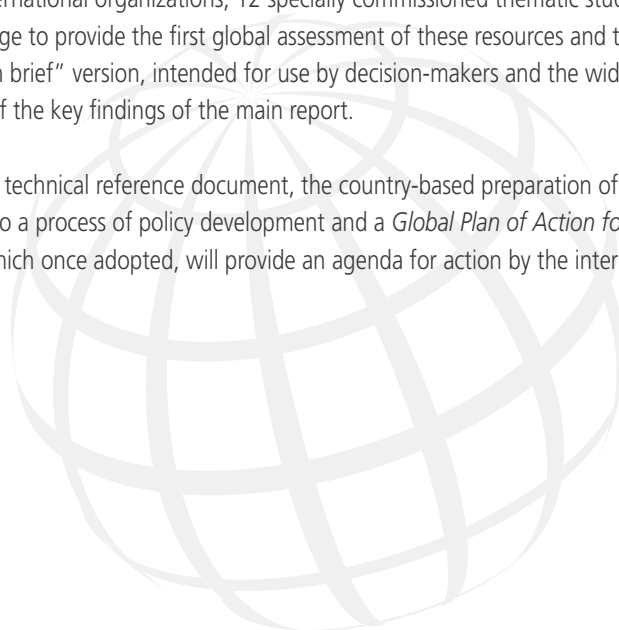 ernational organizations, 12 specially commissioned thematic stud
ge to provide the first global assessment of these resources and t
n brief” version, intended for use by decision-makers and the wid
f the key findings of the main report.
technical reference document, the country-based preparation of
o a process of policy development and a Global Plan of Action fo
hich once adopted, will provide an agenda for action by the inter